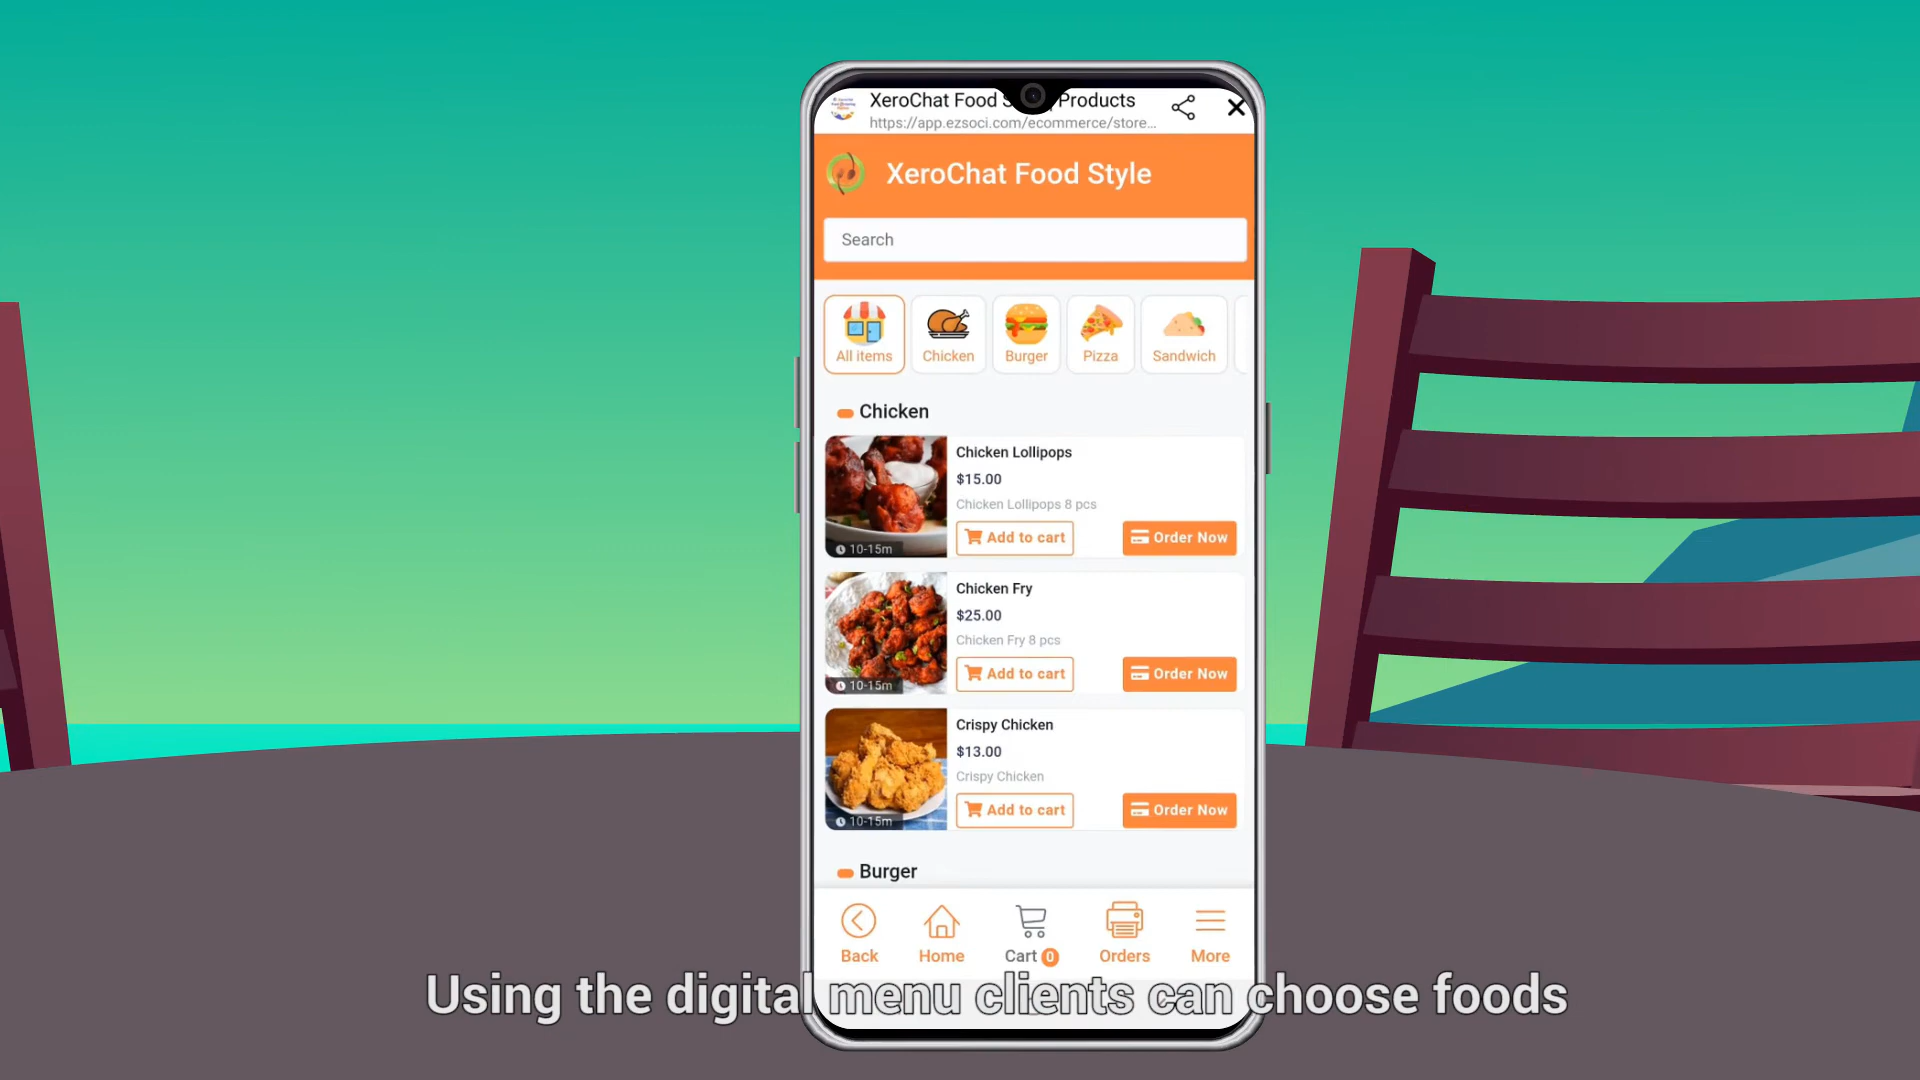 XeroChat Food S Products
https://app.ezsoci.com/ecommerce/store...
XeroChat Food Style
Search
All items
Chicken
Burger
Pizza
Sandwich
Chicken
Chicken Lollipops
$15.00
Chicken Lollipops 8 pcs
10-15m
Add to cart
Order Now
Chicken Fry
$25.00
Chicken Fry 8 pcs
10-15m
Add to cart
Order Now
Crispy Chicken
$13.00
Crispy Chicken
10-15m
Add to cart
Order Now
Burger
Back
Home
Cart 0
Orders
More
Using the digital menu clients can choose foods